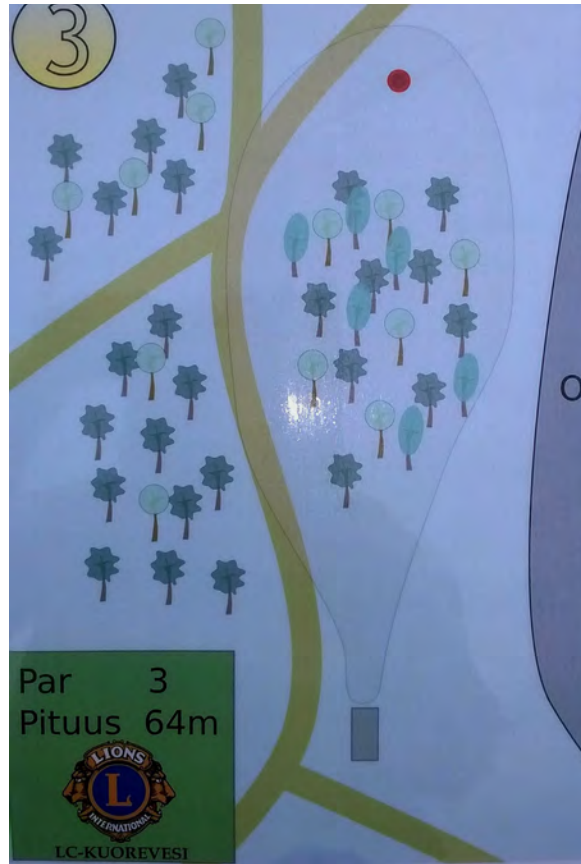 3
O
Par 3
Pituus 64m
LIONS
L
INTERNATIONAL
LC-KUOREVESI